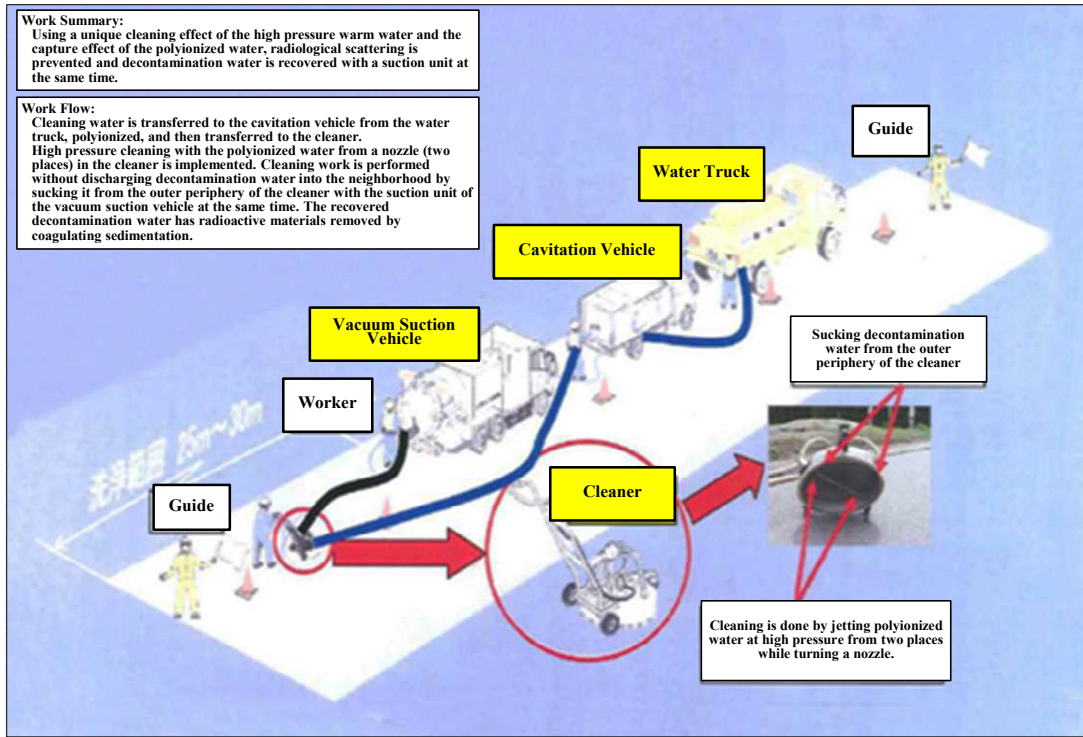 Work Summary:
Using a unique cleaning effect of the high pressure warm water and the
capture effect of the polyionized water, radiological scattering is
prevented and decontamination water is recovered with a suction unit at
the same time.
Work Flow:
Cleaning water is transferred to the cavitation vehicle from the water
truck, polyionized, and then transferred to the cleaner.
High pressure cleaning with the polyionized water from a nozzle (two
places) in the cleaner is implemented. Cleaning work is performed
without discharging decontamination water into the neighborhood by
sucking it from the outer periphery of the cleaner with the suction unit of
the vacuum suction vehicle at the same time. The recovered
decontamination water has radioactive materials removed by
coagulating sedimentation.
Guide
Water Truck
Cavitation Vehicle
Vacuum Suction
Vehicle
Worker
Sucking decontamination
water from the outer
periphery of the cleaner
洗浄範囲 25m~30m
Cleaner
Guide
Cleaning is done by jetting polyionized
water at high pressure from two places
while turning a nozzle.